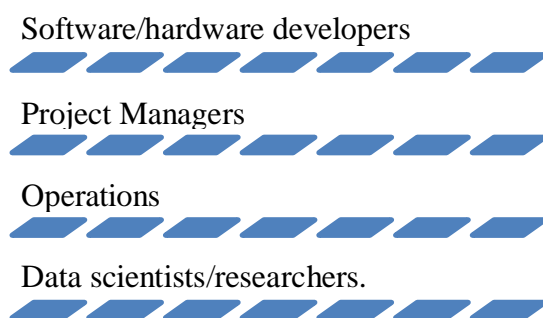 Software/hardware developers
Project Managers
Operations
Data scientists/researchers.